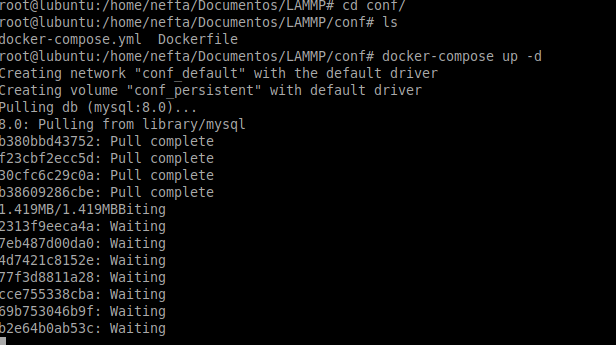 root@lubuntu:/home/nefta/Documentos/LAMMP# cd conf/
root@lubuntu:/home/nefta/Documentos/LAMMP/conf# ls
docker-compose.yml  Dockerfile
root@lubuntu:/home/nefta/Documentos/LAMMP/conf# docker-compose up -d
Creating network "conf_default" with the default driver
Creating volume "conf_persistent" with default driver
Pulling db (mysql:8.0)...
8.0: Pulling from library/mysql
b380bbd43752: Pull complete
f23cbf2ecc5d: Pull complete
30cfc6c29c0a: Pull complete
b38609286cbe: Pull complete
1.419MB/1.419MBBiting
2313f9eeca4a: Waiting
7eb487d00da0: Waiting
4d7421c8152e: Waiting
77f3d8811a28: Waiting
cce755338cba: Waiting
69b753046b9f: Waiting
b2e64b0ab53c: Waiting